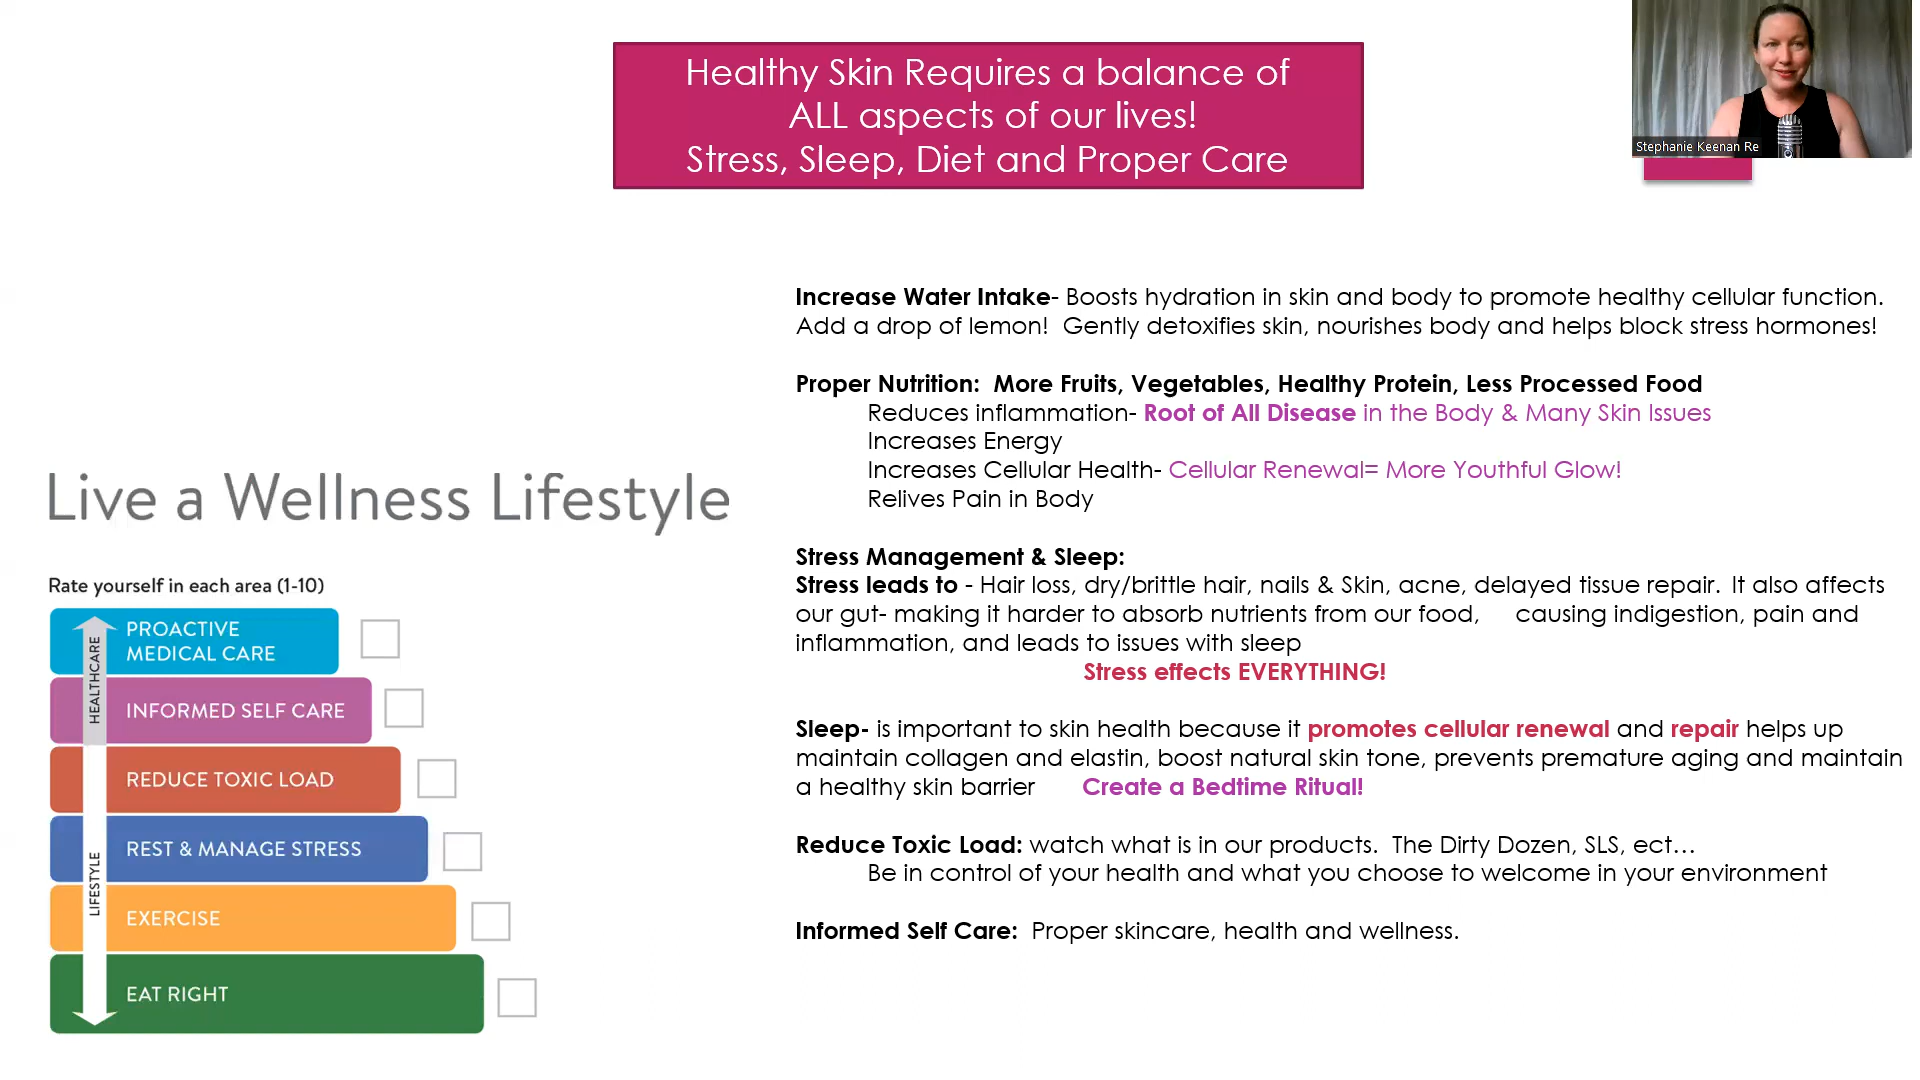 Healthy Skin Requires a balance of
ALL aspects of our lives!
Stress, Sleep, Diet and Proper Care
Stephanie Keenan Re
Increase Water Intake- Boosts hydration in skin and body to promote healthy cellular function.
Add a drop of lemon!  Gently detoxifies skin, nourishes body and helps block stress hormones!
Proper Nutrition:  More Fruits, Vegetables, Healthy Protein, Less Processed Food
Reduces inflammation- Root of All Disease in the Body & Many Skin Issues
Increases Energy
Increases Cellular Health- Cellular Renewal= More Youthful Glow!
Relives Pain in Body
Stress Management & Sleep:
Stress leads to - Hair loss, dry/brittle hair, nails & Skin, acne, delayed tissue repair. It also affects
our gut- making it harder to absorb nutrients from our food, causing indigestion, pain and
inflammation, and leads to issues with sleep
Stress effects EVERYTHING!
Sleep- is important to skin health because it promotes cellular renewal and repair helps up
maintain collagen and elastin, boost natural skin tone, prevents premature aging and maintain
a healthy skin barrier Create a Bedtime Ritual!
Reduce Toxic Load: watch what is in our products.  The Dirty Dozen, SLS, ect…
Be in control of your health and what you choose to welcome in your environment
Informed Self Care:  Proper skincare, health and wellness.
Live a Wellness Lifestyle
Rate yourself in each area (1-10)
HEALTHCARE
PROACTIVE
MEDICAL CARE
INFORMED SELF CARE
REDUCE TOXIC LOAD
LIFESTYLE
REST & MANAGE STRESS
EXERCISE
EAT RIGHT